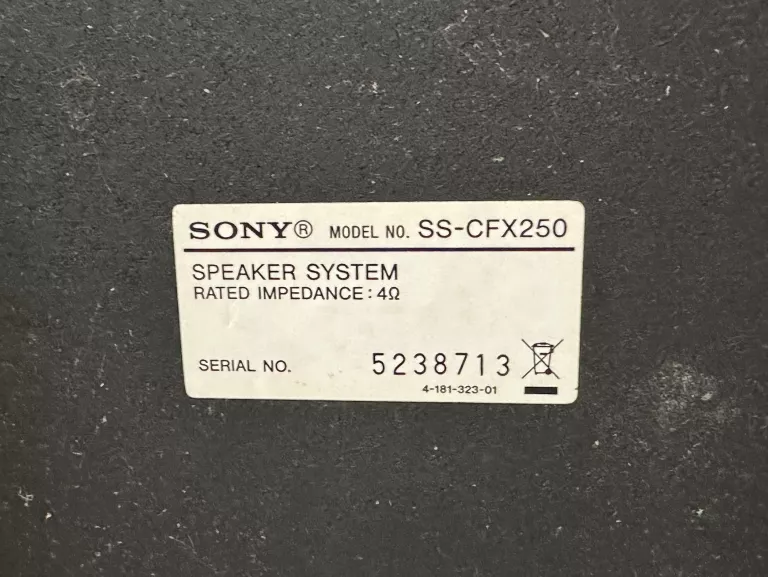 SONY® MODEL NO. SS-CFX250
SPEAKER SYSTEM
RATED IMPEDANCE : 4Ω
SERIAL NO. 5238713
4-181-323-01